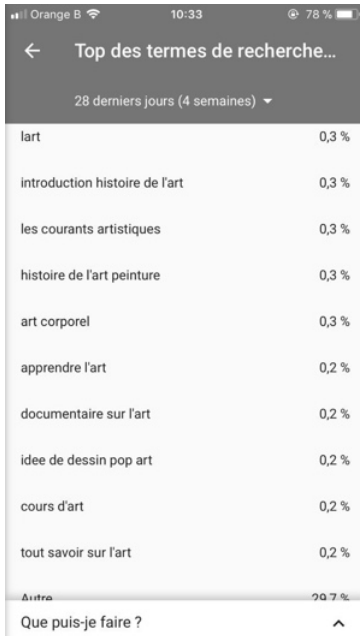 Orange B 10:33 78 %
Top des termes de recherche...
28 derniers jours (4 semaines)
lart 0,3 %
introduction histoire de l'art 0,3 %
les courants artistiques 0,3 %
histoire de l'art peinture 0,3 %
art corporel 0,3 %
apprendre l'art 0,2 %
documentaire sur l'art 0,2 %
idee de dessin pop art 0,2 %
cours d'art 0,2 %
tout savoir sur l'art 0,2 %
Autre 29,7 %
Que puis-je faire ?